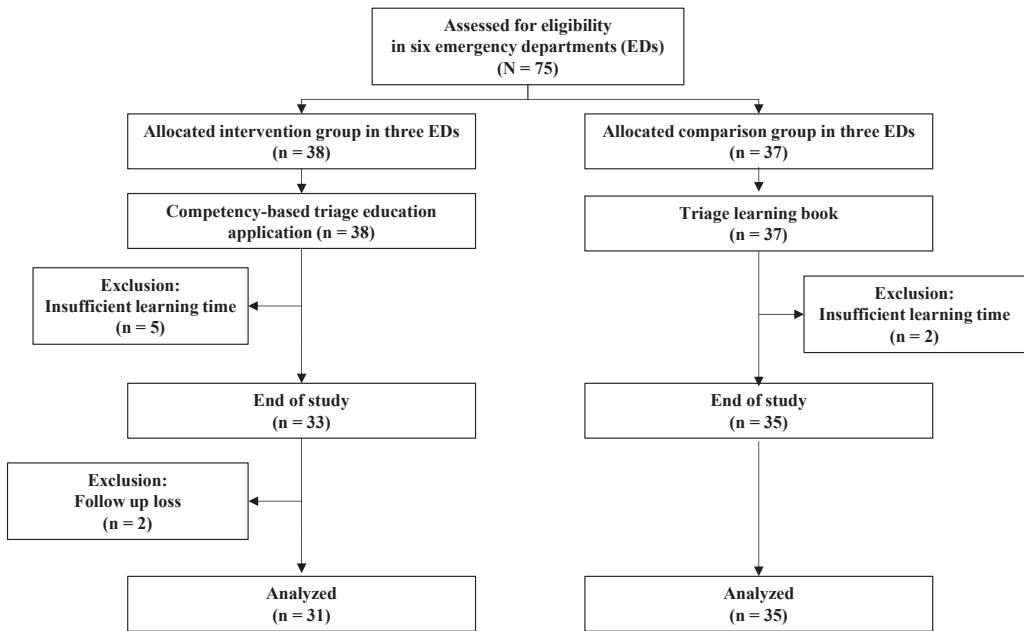 Assessed for eligibility
in six emergency departments (EDs)
(N = 75)
Allocated intervention group in three EDs
(n = 38)
Allocated comparison group in three EDs
(n = 37)
Competency-based triage education
application (n = 38)
Triage learning book
(n = 37)
Exclusion:
Insufficient learning time
(n = 5)
Exclusion:
Insufficient learning time
(n = 2)
End of study
(n = 33)
End of study
(n = 35)
Exclusion:
Follow up loss
(n = 2)
Analyzed
(n = 31)
Analyzed
(n = 35)